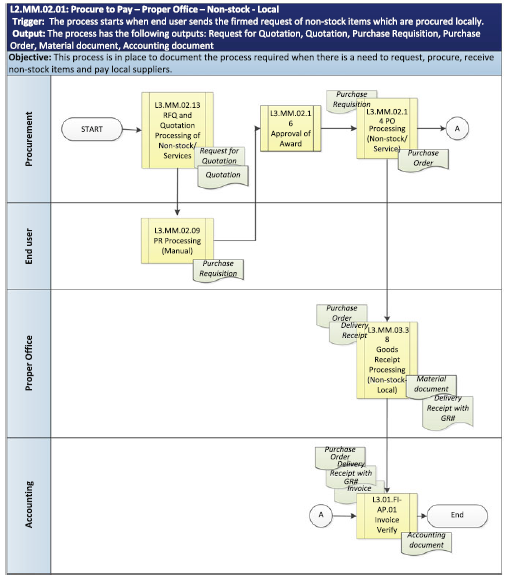 L2.MM.02.01: Procure to Pay – Proper Office – Non-stock - Local
Trigger: The process starts when end user sends the firmed request of non-stock items which are procured locally.
Output: The process has the following outputs: Request for Quotation, Quotation, Purchase Requisition, Purchase
Order, Material document, Accounting document
Objective: This process is in place to document the process required when there is a need to request, procure, receive
non-stock items and pay local suppliers.
Procurement
START
L3.MM.02.13
RFQ and
Quotation
Processing of
Non-stock/
Services
Request for
Quotation
Quotation
L3.MM.02.1
6
Approval of
Award
Purchase
Requisition
L3.MM.02.1
4 PO
Processing
(Non-stock/
Service)
Purchase
Order
A
End user
L3.MM.02.09
PR Processing
(Manual)
Purchase
Requisition
Proper Office
Purchase
Order
Delivery
Receipt
L3.MM.03.3
8
Goods
Receipt
Processing
(Non-stock-
Local)
Material
document
Delivery
Receipt with
GR#
Accounting
Purchase
Order
Delivery
Receipt with
GR#
Invoice
A
L3.01.FI-
AP.01
Invoice
Verify
Accounting
document
End